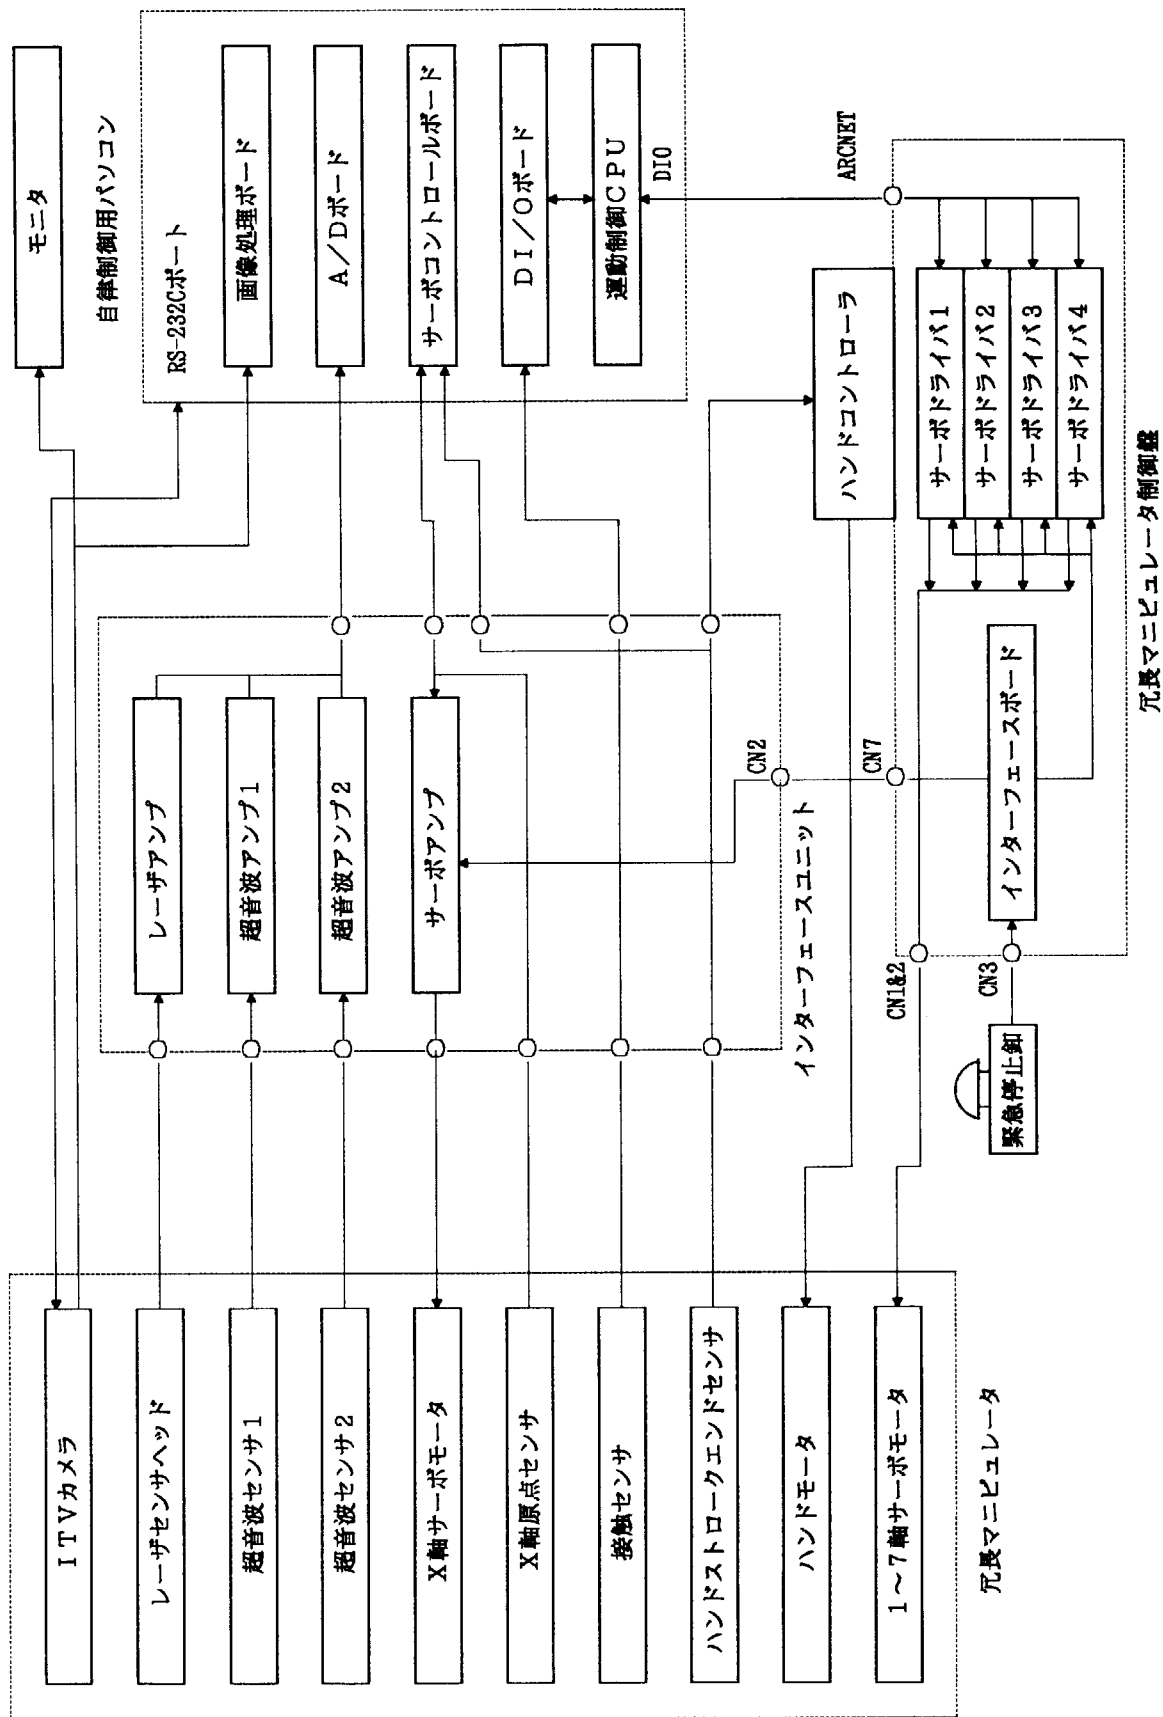 モニタ
自律制御用パソコン
RS-232Cポート
画像処理ボード
A/Dボード
サーボコントロールボード
DI/Oボード
運動制御CPU
DIO
ARCNET
レーザアンプ
超音波アンプ1
超音波アンプ2
サーボアンプ
CN2
インターフェースユニット
ハンドコントローラ
サーボドライバ1
サーボドライバ2
サーボドライバ3
サーボドライバ4
CN7
インターフェースボード
CN1&2
CN3
緊急停止釦
冗長マニピュレータ制御盤
ITVカメラ
レーザセンサヘッド
超音波センサ1
超音波センサ2
X軸サーボモータ
X軸原点センサ
接触センサ
ハンドストロークエンドセンサ
ハンドモータ
1～7軸サーボモータ
冗長マニピュレータ